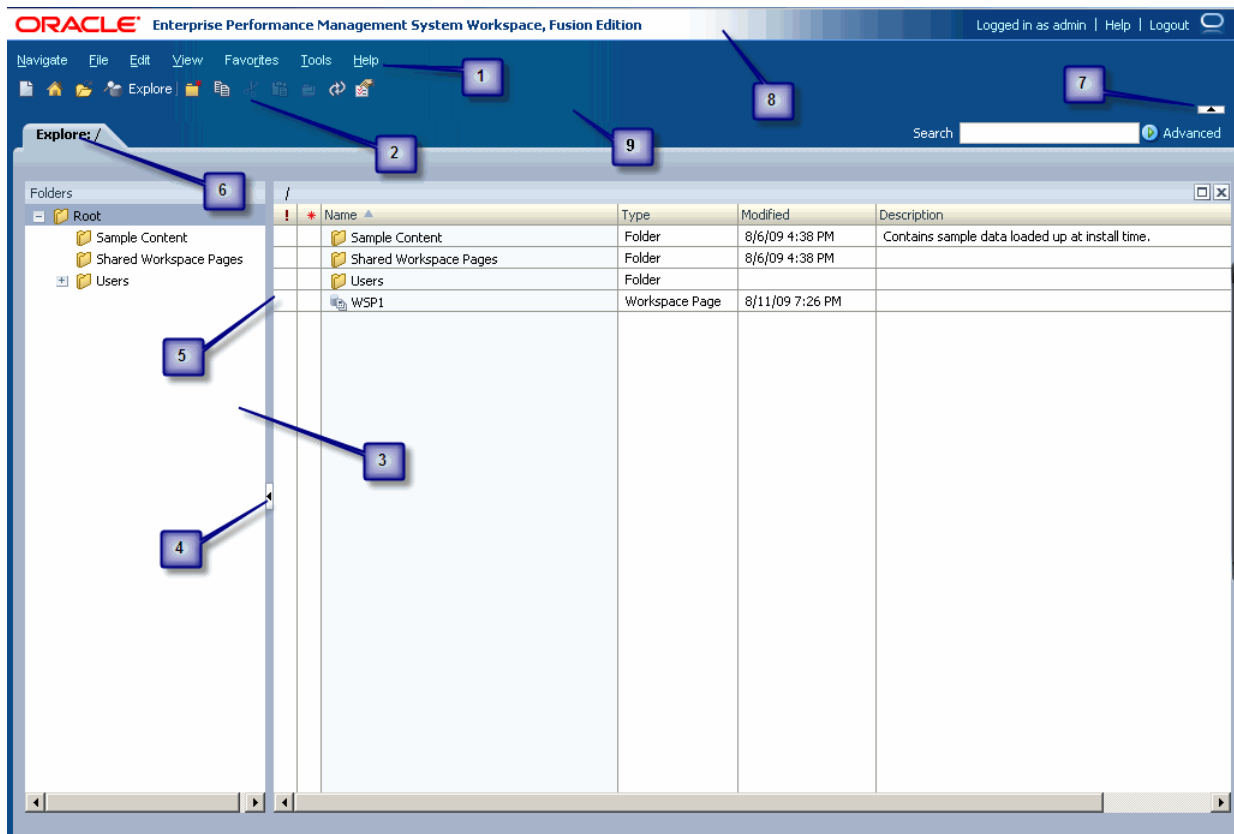 ORACLE Enterprise Performance Management System Workspace, Fusion Edition Logged in as admin | Help | Logout
Navigate File Edit View Favorites Tools Help
1
7
8
Explore
2
9
Explore: /
Search Advanced
6
Folders
/
Root
! * Name Type Modified Description
Sample Content
Shared Workspace Pages
Users
Sample Content Folder 8/6/09 4:38 PM Contains sample data loaded up at install time.
Shared Workspace Pages Folder 8/6/09 4:38 PM
Users Folder
WSP1 Workspace Page 8/11/09 7:26 PM
5
3
4